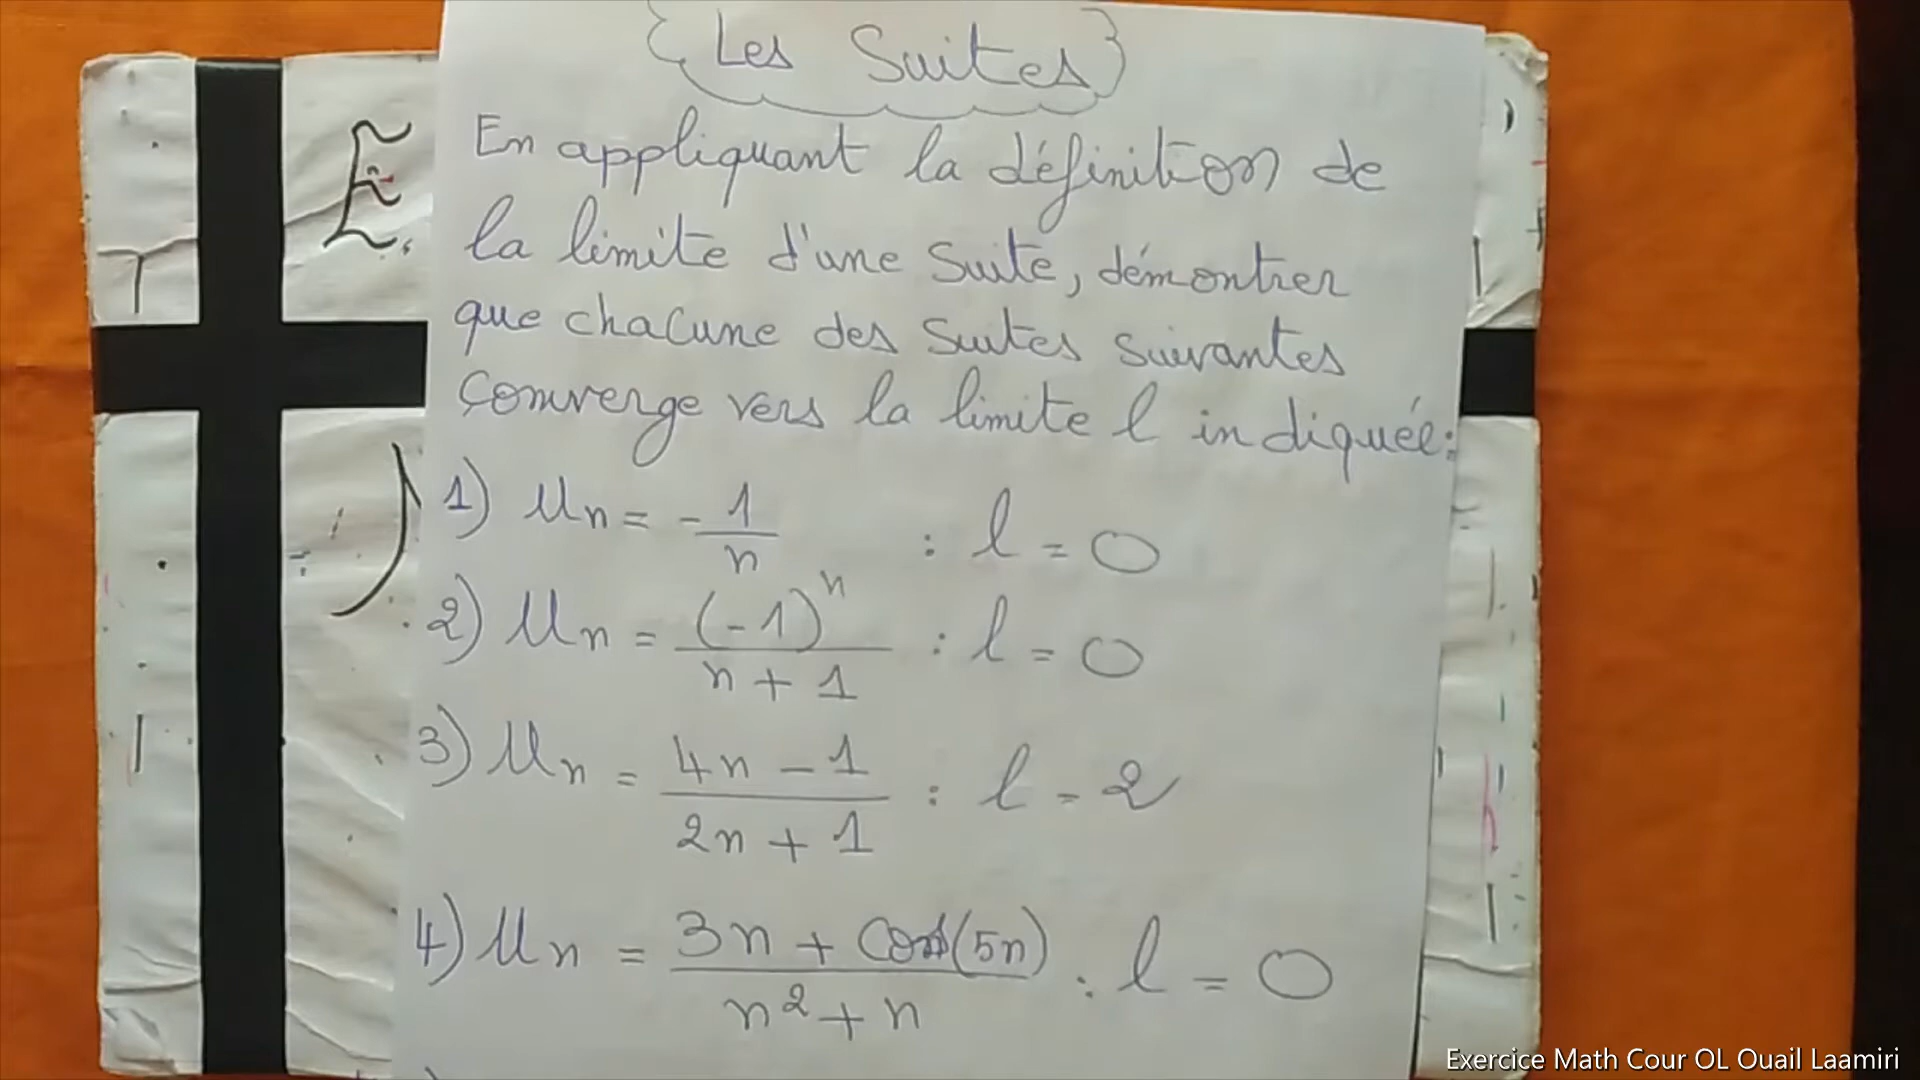 Les Suites
En appliquant la définition de
la limite d'une Suite, démontrer
que chacune des Suites suivantes
Converge vers la limite l indiquée:
1) Un = - 1/n : l = 0
2) Un = (-1)^n / (n + 1) : l = 0
3) Un = (4n - 1) / (2n + 1) : l = 2
4) Un = (3n + Cos(5n)) / (n² + n) : l = 0
Exercice Math Cour OL Ouail Laamiri